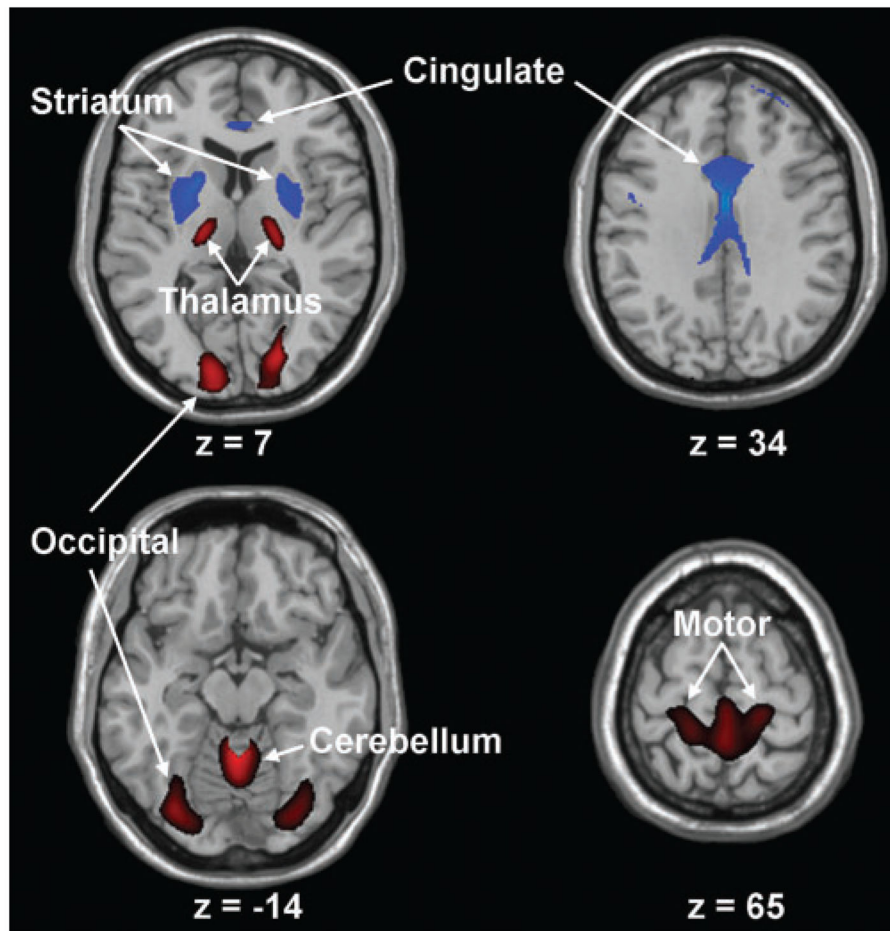 Cingulate
Striatum
Thalamus
z = 7
z = 34
Occipital
Motor
Cerebellum
z = -14
z = 65